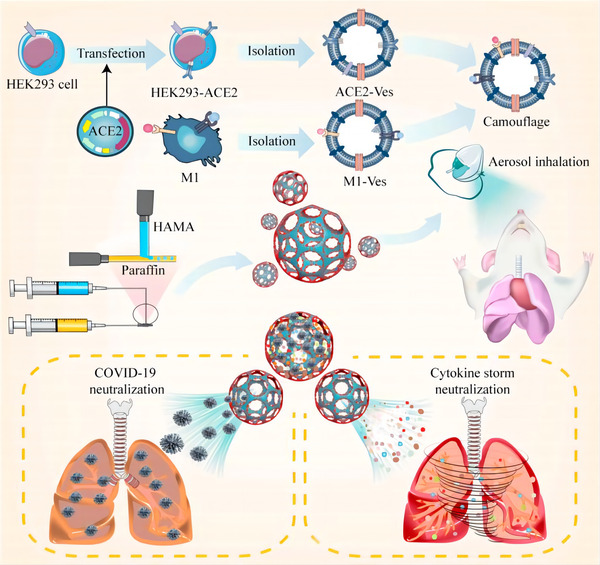 Transfection
Isolation
HEK293 cell
HEK293-ACE2
ACE2-Ves
ACE2
Camouflage
Isolation
M1
M1-Ves
Aerosol inhalation
HAMA
Paraffin
COVID-19
neutralization
Cytokine storm
neutralization